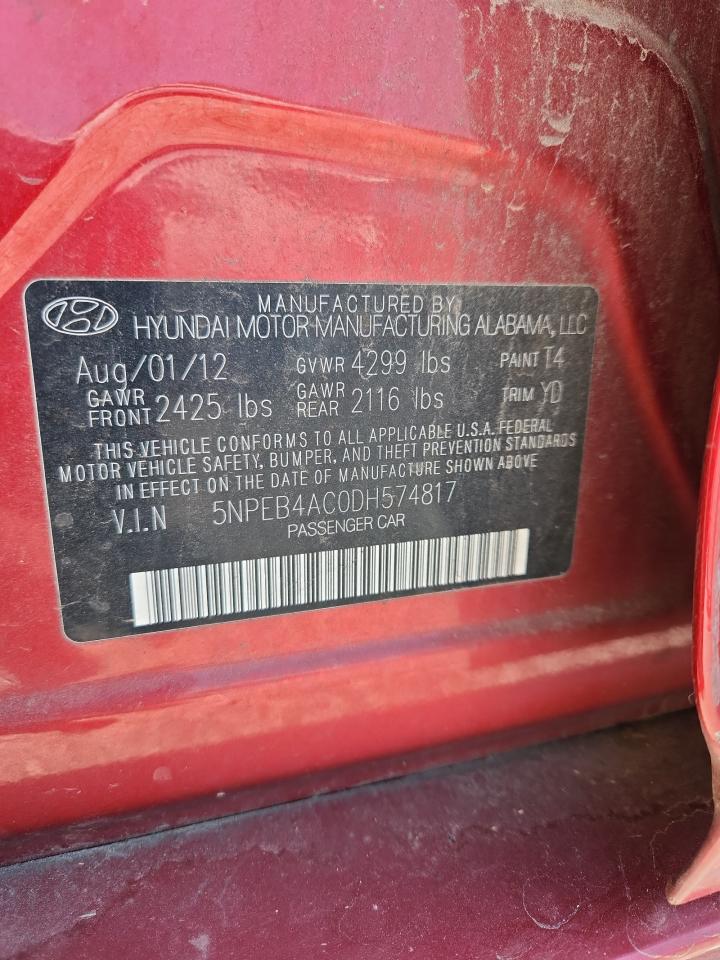 MANUFACTURED BY
HYUNDAI MOTOR MANUFACTURING ALABAMA, LLC
Aug/01/12 GVWR 4299 lbs PAINT T4
GAWR FRONT 2425 lbs GAWR REAR 2116 lbs TRIM YD
THIS VEHICLE CONFORMS TO ALL APPLICABLE U.S.A. FEDERAL
MOTOR VEHICLE SAFETY, BUMPER, AND THEFT PREVENTION STANDARDS
IN EFFECT ON THE DATE OF MANUFACTURE SHOWN ABOVE
V.I.N 5NPEB4AC0DH574817
PASSENGER CAR